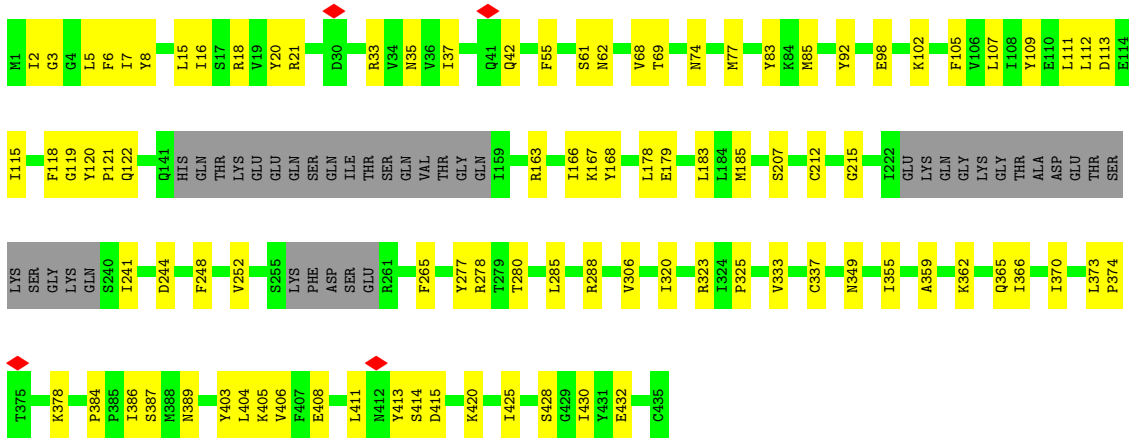 M1 I2 G3 G4 L5 F6 I7 Y8 L15 I16 S17 R18 V19 Y20 R21 D30 R33 V34 N35 V36 I37 Q41 Q42 F55 S61 N62 V68 T69 N74 M77 Y83 K84 M85 Y92 E98 K102 F105 V106 L107 I108 Y109 E110 L111 L112 D113 E114
I115 F118 G119 Y120 P121 Q122 Q141 HIS GLN THR LYS GLU GLU GLN SER GLN ILE THR SER GLN VAL THR GLY GLN I159 R163 I166 K167 Y168 L178 E179 L183 L184 M185 S207 C212 G215 I222 GLU LYS GLN GLY LYS GLY THR ALA ASP GLU THR SER
LYS SER GLY LYS GLN S240 I241 D244 F248 V252 S255 LYS PHE ASP SER GLU R261 F265 Y277 R278 T279 T280 L285 R288 V306 I320 R323 I324 P325 V333 C337 N349 I355 A359 K362 Q365 I366 I370 L373 P374
T375 K378 P384 P385 I386 S387 M388 N389 Y403 L404 K405 V406 F407 E408 L411 N412 Y413 S414 D415 K420 I425 S428 G429 I430 Y431 E432 C435